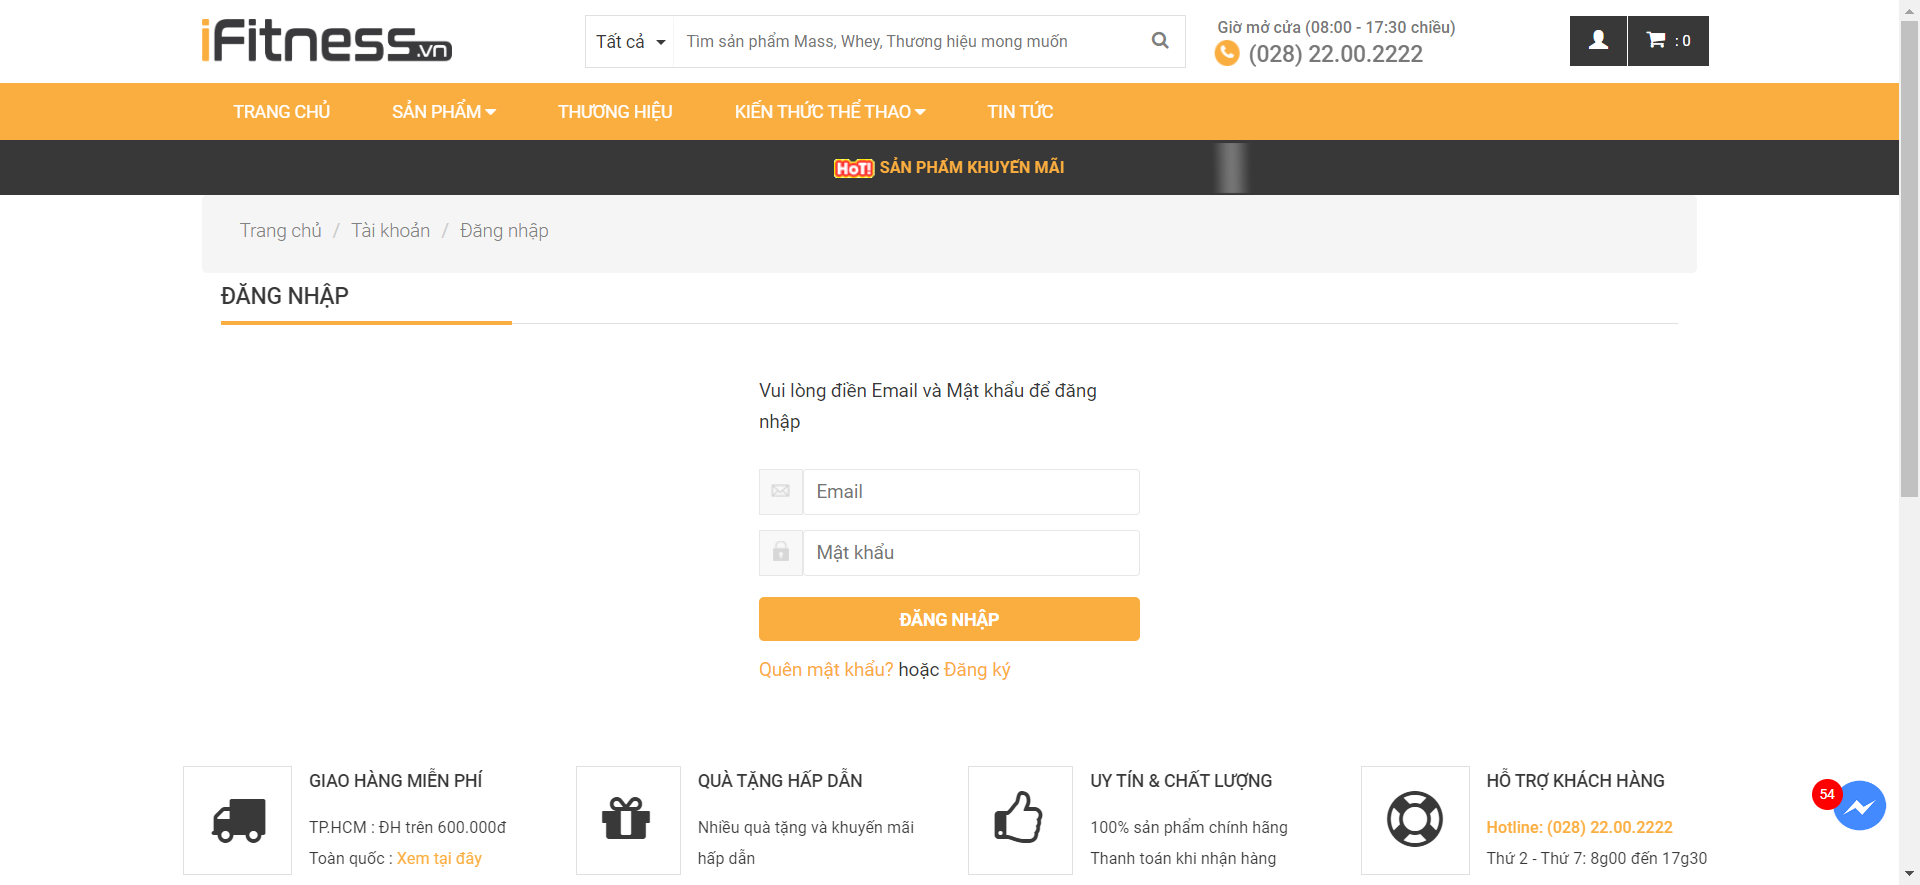 iFitness.vn
Tất cả
Tìm sản phẩm Mass, Whey, Thương hiệu mong muốn
Giờ mở cửa (08:00 - 17:30 chiều)
(028) 22.00.2222
: 0
TRANG CHỦ SẢN PHẨM THƯƠNG HIỆU KIẾN THỨC THỂ THAO TIN TỨC
HOT! SẢN PHẨM KHUYẾN MÃI
Trang chủ / Tài khoản / Đăng nhập
ĐĂNG NHẬP
Vui lòng điền Email và Mật khẩu để đăng
nhập
Email
Mật khẩu
ĐĂNG NHẬP
Quên mật khẩu? hoặc Đăng ký
GIAO HÀNG MIỄN PHÍ
TP.HCM : ĐH trên 600.000đ
Toàn quốc : Xem tại đây
QUÀ TẶNG HẤP DẪN
Nhiều quà tặng và khuyến mãi
hấp dẫn
UY TÍN & CHẤT LƯỢNG
100% sản phẩm chính hãng
Thanh toán khi nhận hàng
HỖ TRỢ KHÁCH HÀNG
Hotline: (028) 22.00.2222
Thứ 2 - Thứ 7: 8g00 đến 17g30
54